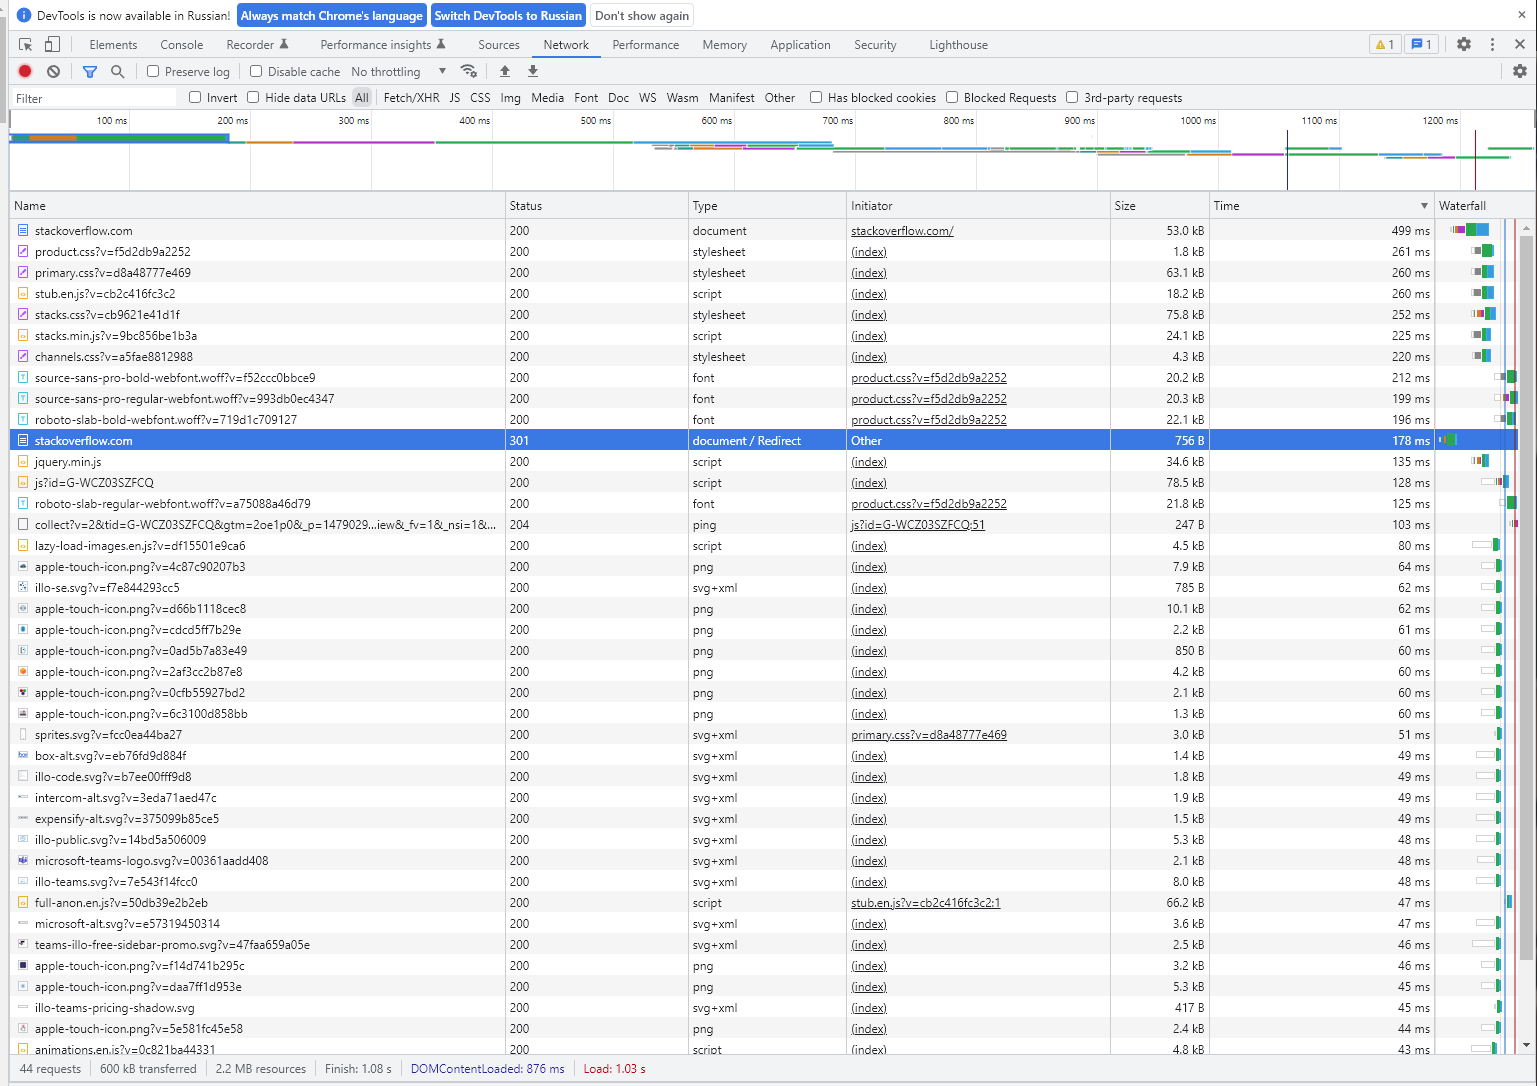 DevTools is now available in Russian! Always match Chrome's language Switch DevTools to Russian Don't show again
Elements Console Recorder Performance insights Sources Network Performance Memory Application Security Lighthouse 1 1
Preserve log Disable cache No throttling
Filter Invert Hide data URLs All Fetch/XHR JS CSS Img Media Font Doc WS Wasm Manifest Other Has blocked cookies Blocked Requests 3rd-party requests
100 ms 200 ms 300 ms 400 ms 500 ms 600 ms 700 ms 800 ms 900 ms 1000 ms 1100 ms 1200 ms
Name Status Type Initiator Size Time Waterfall
stackoverflow.com 200 document stackoverflow.com/ 53.0 kB 499 ms
product.css?v=f5d2db9a2252 200 stylesheet (index) 1.8 kB 261 ms
primary.css?v=d8a48777e469 200 stylesheet (index) 63.1 kB 260 ms
stub.en.js?v=cb2c416fc3c2 200 script (index) 18.2 kB 260 ms
stacks.css?v=cb9621e41d1f 200 stylesheet (index) 75.8 kB 252 ms
stacks.min.js?v=9bc856be1b3a 200 script (index) 24.1 kB 225 ms
channels.css?v=a5fae8812988 200 stylesheet (index) 4.3 kB 220 ms
source-sans-pro-bold-webfont.woff?v=f52ccc0bbce9 200 font product.css?v=f5d2db9a2252 20.2 kB 212 ms
source-sans-pro-regular-webfont.woff?v=993db0ec4347 200 font product.css?v=f5d2db9a2252 20.3 kB 199 ms
roboto-slab-bold-webfont.woff?v=719d1c709127 200 font product.css?v=f5d2db9a2252 22.1 kB 196 ms
stackoverflow.com 301 document / Redirect Other 756 B 178 ms
jquery.min.js 200 script (index) 34.6 kB 135 ms
js?id=G-WCZ03SZFCQ 200 script (index) 78.5 kB 128 ms
roboto-slab-regular-webfont.woff?v=a75088a46d79 200 font product.css?v=f5d2db9a2252 21.8 kB 125 ms
collect?v=2&tid=G-WCZ03SZFCQ&gtm=2oe1p0&_p=1479029...iew&_fv=1&_nsi=1&... 204 ping js?id=G-WCZ03SZFCQ:51 247 B 103 ms
lazy-load-images.en.js?v=df15501e9ca6 200 script (index) 4.5 kB 80 ms
apple-touch-icon.png?v=4c87c90207b3 200 png (index) 7.9 kB 64 ms
illo-se.svg?v=f7e844293cc5 200 svg+xml (index) 785 B 62 ms
apple-touch-icon.png?v=d66b1118cec8 200 png (index) 10.1 kB 62 ms
apple-touch-icon.png?v=cdcd5ff7b29e 200 png (index) 2.2 kB 61 ms
apple-touch-icon.png?v=0ad5b7a83e49 200 png (index) 850 B 60 ms
apple-touch-icon.png?v=2af3cc2b87e8 200 png (index) 4.2 kB 60 ms
apple-touch-icon.png?v=0cfb55927bd2 200 png (index) 2.1 kB 60 ms
apple-touch-icon.png?v=6c3100d858bb 200 png (index) 1.3 kB 60 ms
sprites.svg?v=fcc0ea44ba27 200 svg+xml primary.css?v=d8a48777e469 3.0 kB 51 ms
box-alt.svg?v=eb76fd9d884f 200 svg+xml (index) 1.4 kB 49 ms
illo-code.svg?v=b7ee00fff9d8 200 svg+xml (index) 1.8 kB 49 ms
intercom-alt.svg?v=3eda71aed47c 200 svg+xml (index) 1.9 kB 49 ms
expensify-alt.svg?v=375099b85ce5 200 svg+xml (index) 1.5 kB 49 ms
illo-public.svg?v=14bd5a506009 200 svg+xml (index) 5.3 kB 48 ms
microsoft-teams-logo.svg?v=00361aadd408 200 svg+xml (index) 2.1 kB 48 ms
illo-teams.svg?v=7e543f14fcc0 200 svg+xml (index) 8.0 kB 48 ms
full-anon.en.js?v=50db39e2b2eb 200 script stub.en.js?v=cb2c416fc3c2:1 66.2 kB 47 ms
microsoft-alt.svg?v=e57319450314 200 svg+xml (index) 3.6 kB 47 ms
teams-illo-free-sidebar-promo.svg?v=47faa659a05e 200 svg+xml (index) 2.5 kB 46 ms
apple-touch-icon.png?v=f14d741b295c 200 png (index) 3.2 kB 46 ms
apple-touch-icon.png?v=daa7ff1d953e 200 png (index) 5.3 kB 45 ms
illo-teams-pricing-shadow.svg 200 svg+xml (index) 417 B 45 ms
apple-touch-icon.png?v=5e581fc45e58 200 png (index) 2.4 kB 44 ms
animations.en.js?v=0c821ba44331 200 script (index) 4.8 kB 43 ms
44 requests 600 kB transferred 2.2 MB resources Finish: 1.08 s DOMContentLoaded: 876 ms Load: 1.03 s